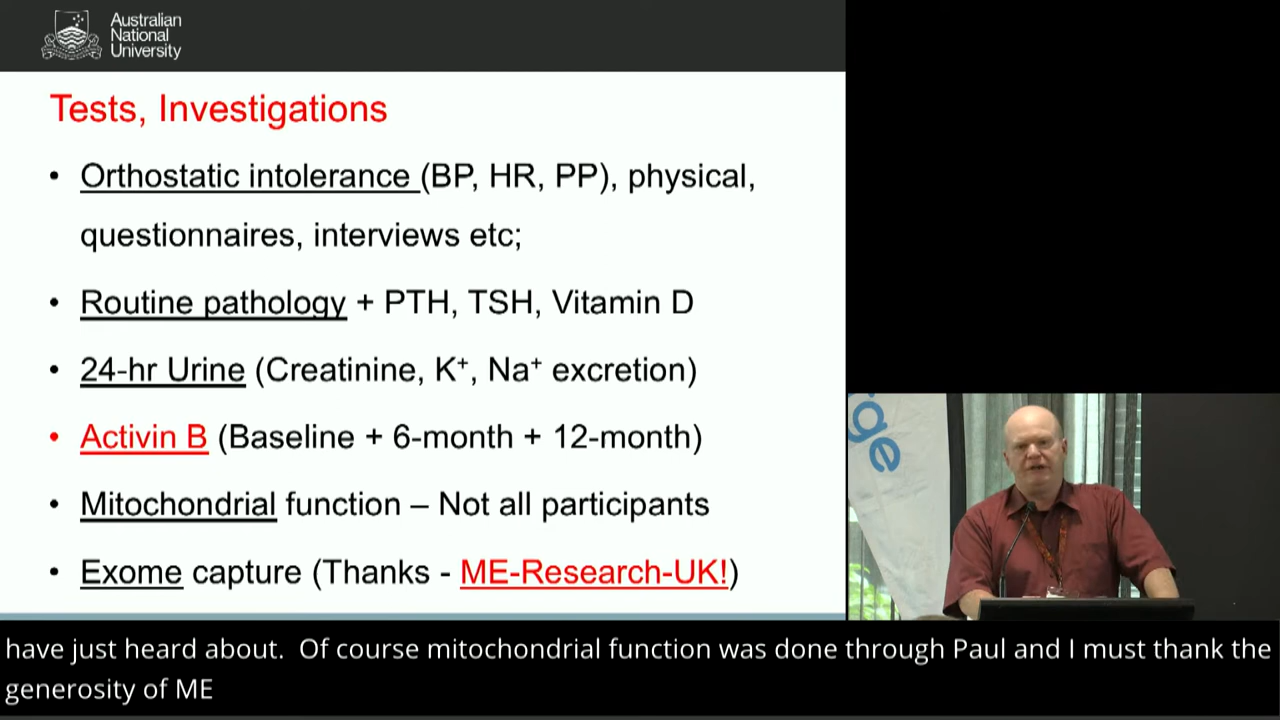 Australian
National
University
Tests, Investigations
• Orthostatic intolerance (BP, HR, PP), physical,
questionnaires, interviews etc;
• Routine pathology + PTH, TSH, Vitamin D
• 24-hr Urine (Creatinine, K⁺, Na⁺ excretion)
• Activin B (Baseline + 6-month + 12-month)
• Mitochondrial function – Not all participants
• Exome capture (Thanks - ME-Research-UK!)
rge
have just heard about.  Of course mitochondrial function was done through Paul and I must thank the
generosity of ME